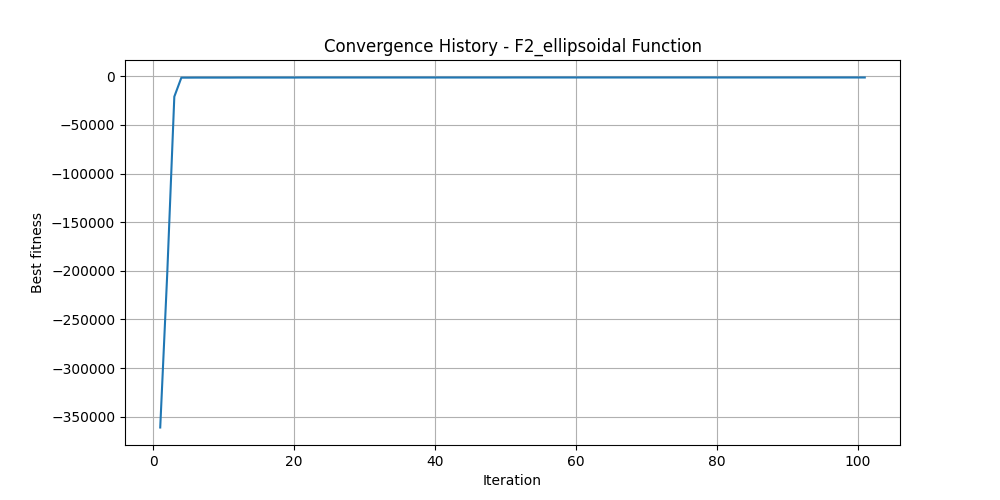 Convergence History - F2_ellipsoidal Function
Best fitness
0
−50000
−100000
−150000
−200000
−250000
−300000
−350000
0 20 40 60 80 100
Iteration